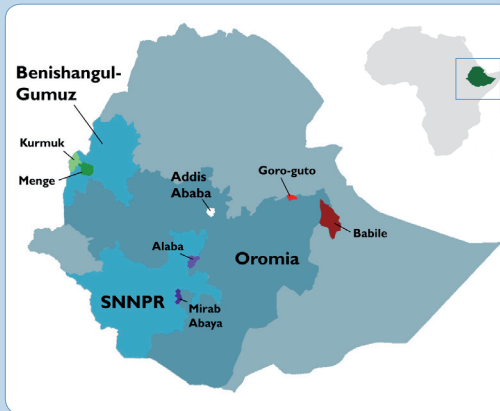 Benishangul-
Gumuz
Kurmuk
Menge
Addis
Ababa
Goro-guto
Babile
Alaba
Oromia
SNNPR
Mirab
Abaya